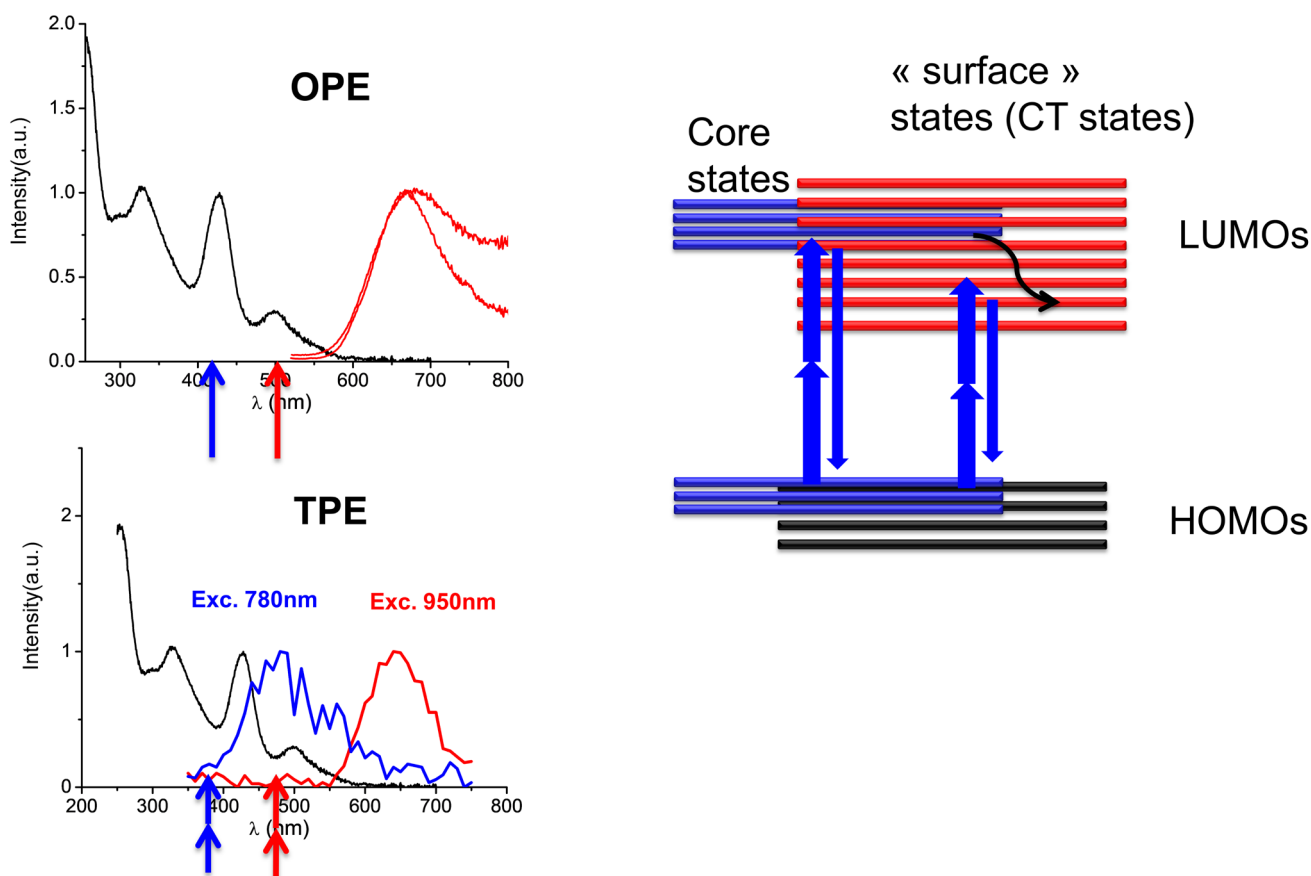 2.0
1.5
1.0
0.5
0.0
Intensity(a.u.)
OPE
300 400 500 600 700 800
λ (nm)
2
1
0
Intensity(a.u.)
TPE
Exc. 780nm
Exc. 950nm
200 300 400 500 600 700 800
λ (nm)
« surface »
states (CT states)
Core
states
LUMOs
HOMOs